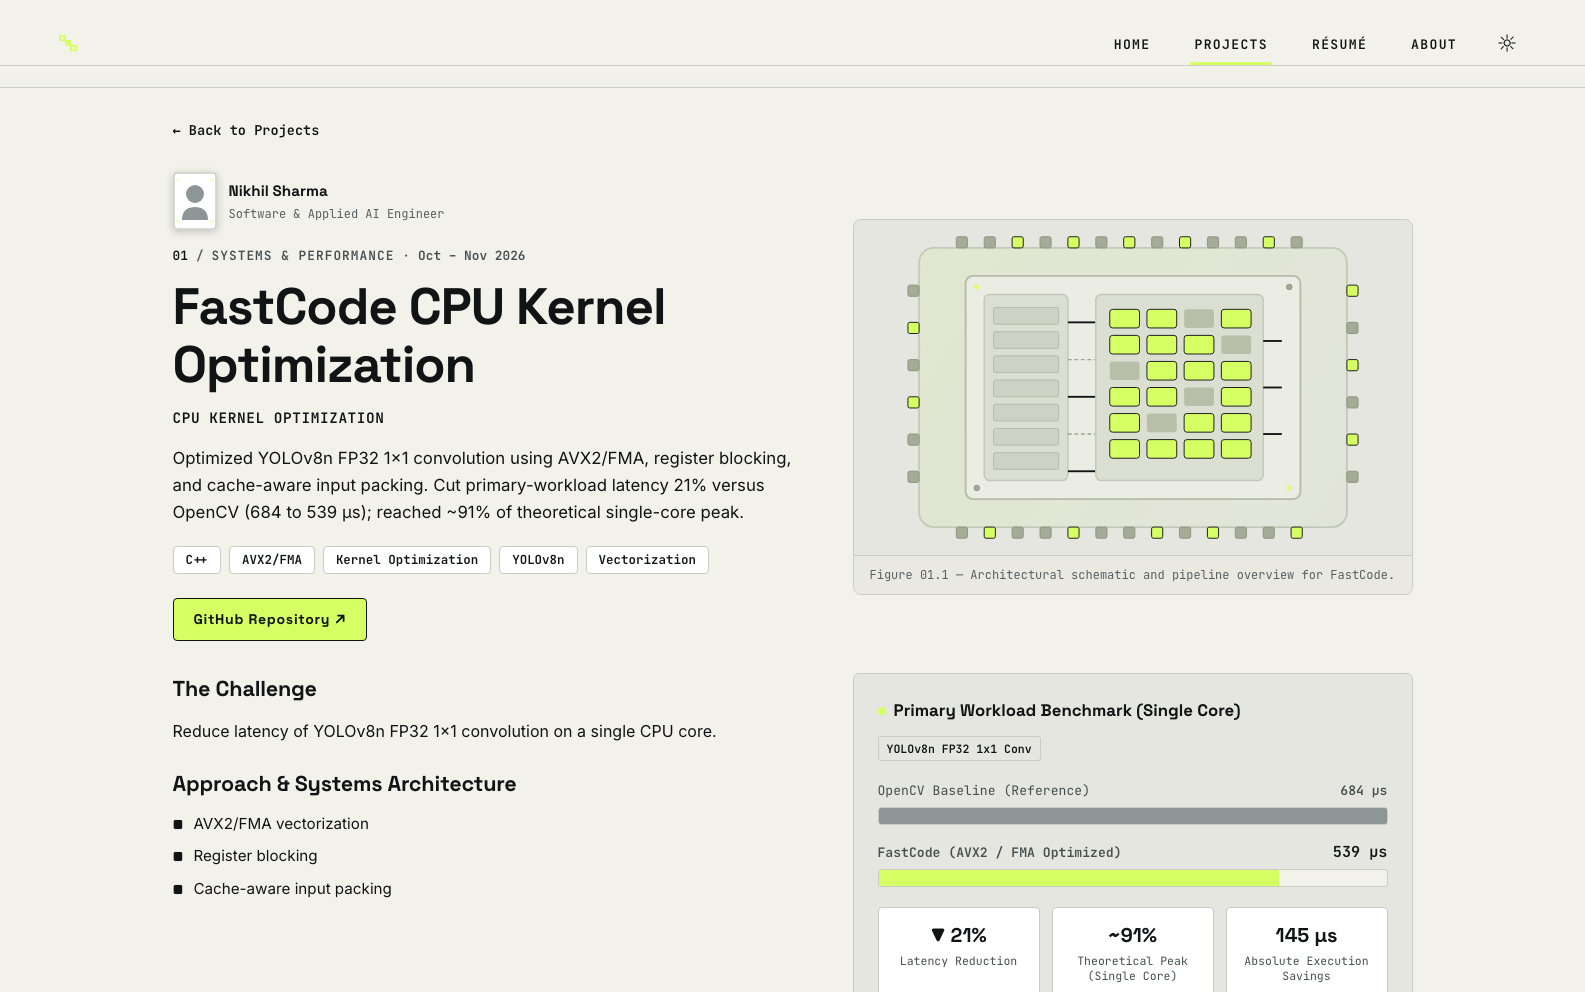 HOME PROJECTS RÉSUMÉ ABOUT
← Back to Projects
Nikhil Sharma
Software & Applied AI Engineer
01 / SYSTEMS & PERFORMANCE · Oct – Nov 2026
FastCode CPU Kernel
Optimization
CPU KERNEL OPTIMIZATION
Optimized YOLOv8n FP32 1×1 convolution using AVX2/FMA, register blocking,
and cache-aware input packing. Cut primary-workload latency 21% versus
OpenCV (684 to 539 µs); reached ~91% of theoretical single-core peak.
C++ AVX2/FMA Kernel Optimization YOLOv8n Vectorization
GitHub Repository ↗
Figure 01.1 — Architectural schematic and pipeline overview for FastCode.
The Challenge
Reduce latency of YOLOv8n FP32 1×1 convolution on a single CPU core.
Approach & Systems Architecture
AVX2/FMA vectorization
Register blocking
Cache-aware input packing
Primary Workload Benchmark (Single Core)
YOLOv8n FP32 1x1 Conv
OpenCV Baseline (Reference) 684 µs
FastCode (AVX2 / FMA Optimized) 539 µs
▼ 21%
Latency Reduction
~91%
Theoretical Peak
(Single Core)
145 µs
Absolute Execution
Savings